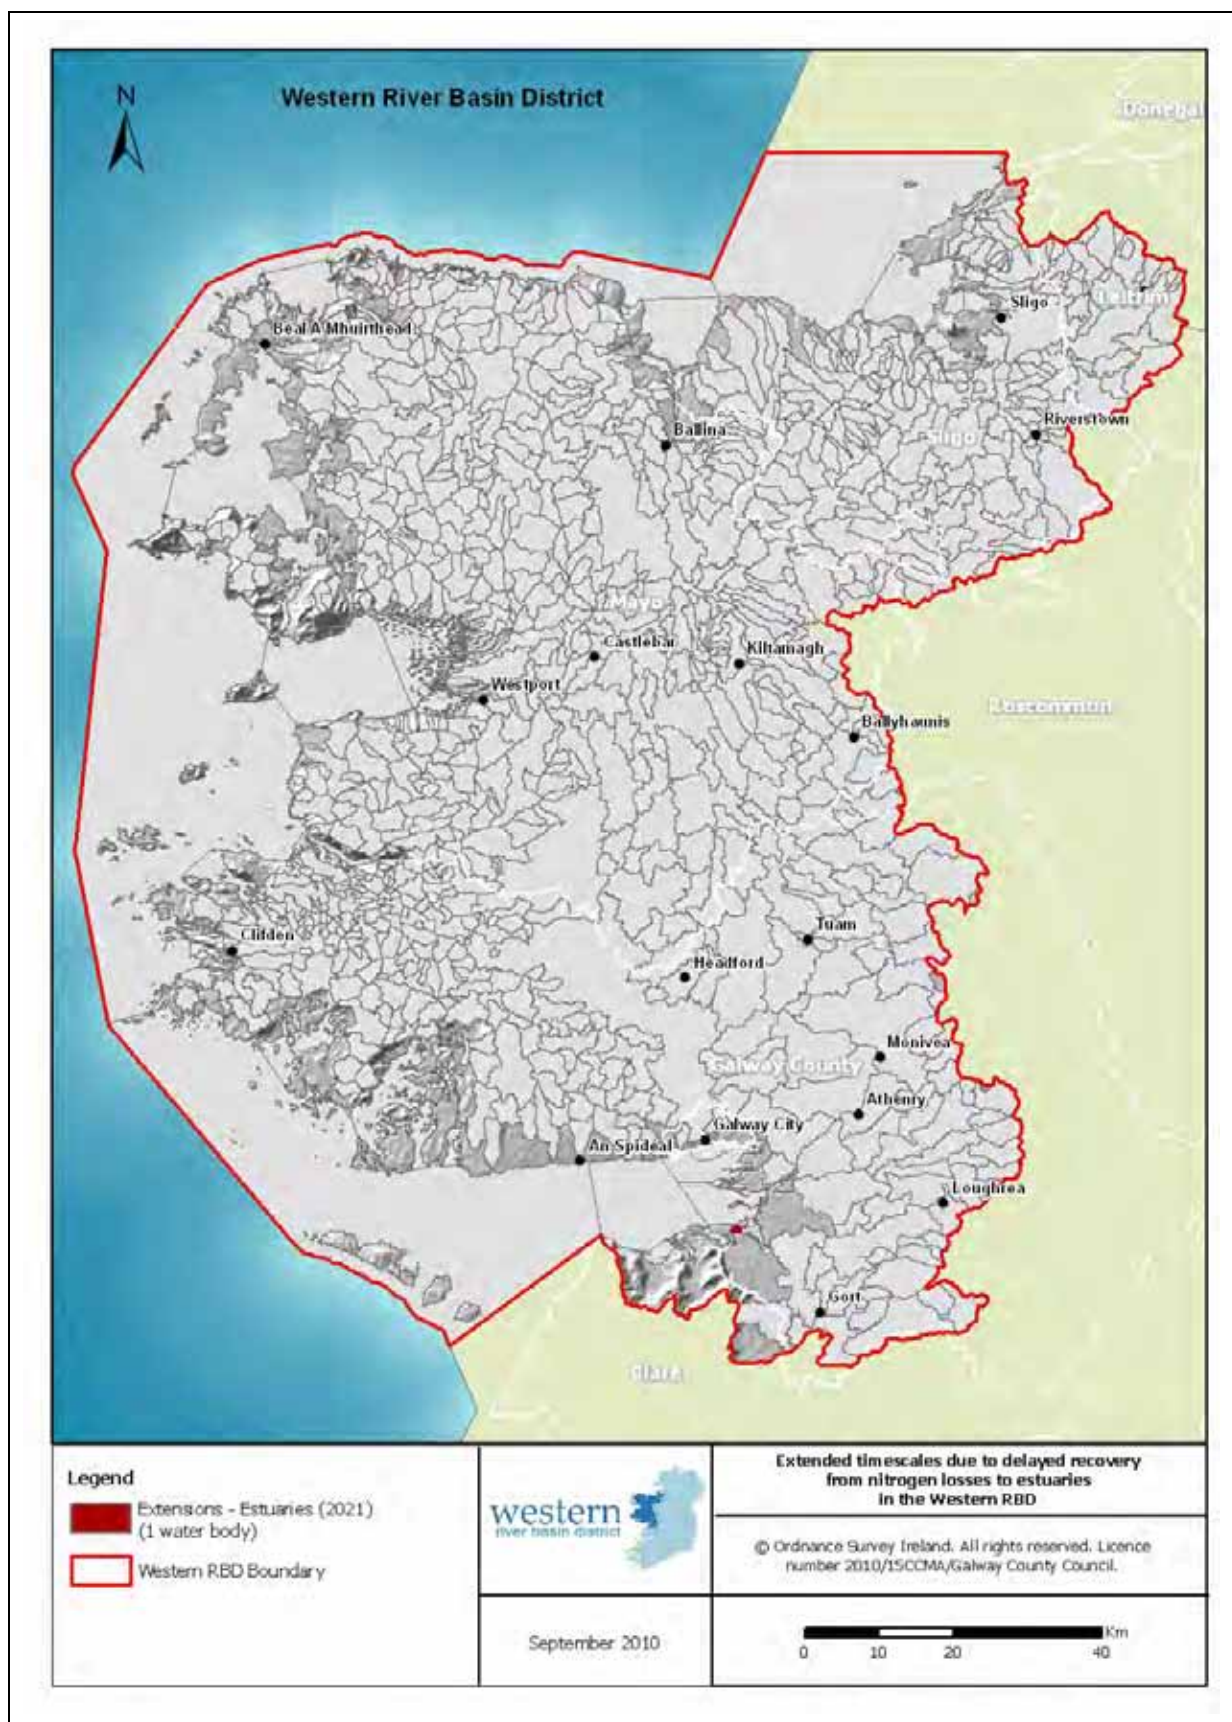 Western River Basin District
N
Donegal
Leitrim
Sligo
Beal A Mhuirthead
Riverstown
Ballina
Sligo
Mayo
Castlebar
Kiltamagh
Westport
Roscommon
Ballyhaunis
Tuam
Clifden
Headford
Monivea
Galway County
Athenry
Galway City
An Spideal
Loughrea
Gort
Clare
Legend
Extensions - Estuaries (2021)
(1 water body)
Western RBD Boundary
western
river basin district
September 2010
Extended timescales due to delayed recovery
from nitrogen losses to estuaries
in the Western RBD
© Ordnance Survey Ireland. All rights reserved. Licence
number 2010/15CCMA/Galway County Council.
Km
0 10 20 40